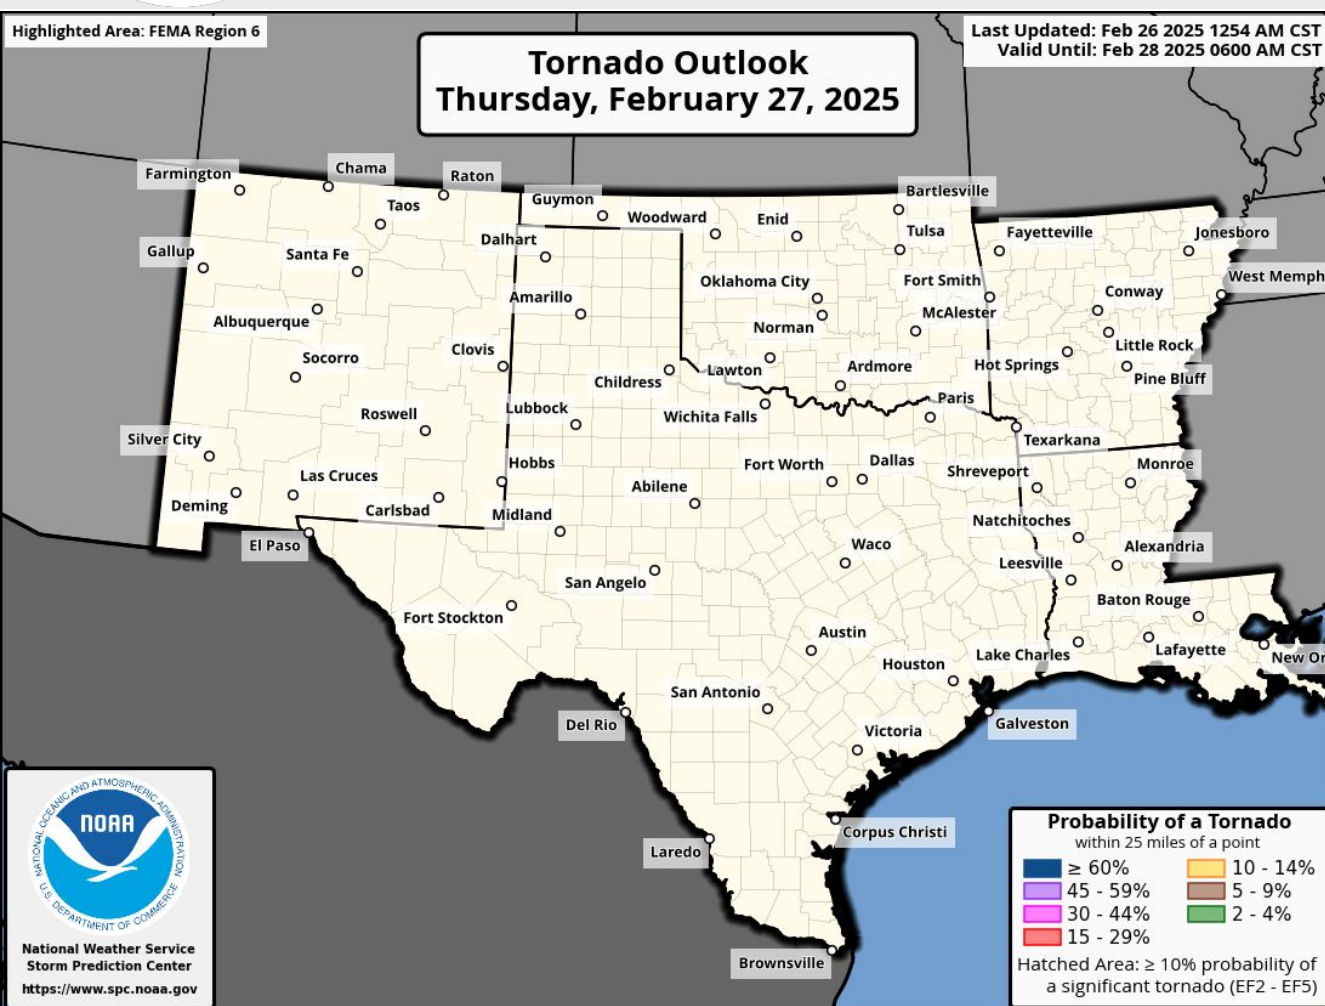 Highlighted Area: FEMA Region 6
Last Updated: Feb 26 2025 1254 AM CST
Valid Until: Feb 28 2025 0600 AM CST
Tornado Outlook
Thursday, February 27, 2025
Farmington
Chama
Raton
Taos
Guymon
Woodward
Enid
Bartlesville
Tulsa
Fayetteville
Jonesboro
Gallup
Santa Fe
Dalhart
Oklahoma City
Fort Smith
West Memph
Conway
Albuquerque
Amarillo
Norman
McAlester
Little Rock
Socorro
Clovis
Childress
Lawton
Ardmore
Hot Springs
Pine Bluff
Roswell
Lubbock
Wichita Falls
Paris
Texarkana
Silver City
Las Cruces
Hobbs
Fort Worth
Dallas
Shreveport
Monroe
Deming
Carlsbad
Midland
Abilene
Natchitoches
El Paso
San Angelo
Waco
Leesville
Alexandria
Fort Stockton
Austin
Baton Rouge
Houston
Lake Charles
Lafayette
New Or
Del Rio
San Antonio
Galveston
Victoria
Laredo
Corpus Christi
Brownsville
NATIONAL OCEANIC AND ATMOSPHERIC ADMINISTRATION
NOAA
U.S. DEPARTMENT OF COMMERCE
National Weather Service
Storm Prediction Center
https://www.spc.noaa.gov
Probability of a Tornado
within 25 miles of a point
≥ 60%
45 - 59%
30 - 44%
15 - 29%
10 - 14%
5 - 9%
2 - 4%
Hatched Area: ≥ 10% probability of
a significant tornado (EF2 - EF5)